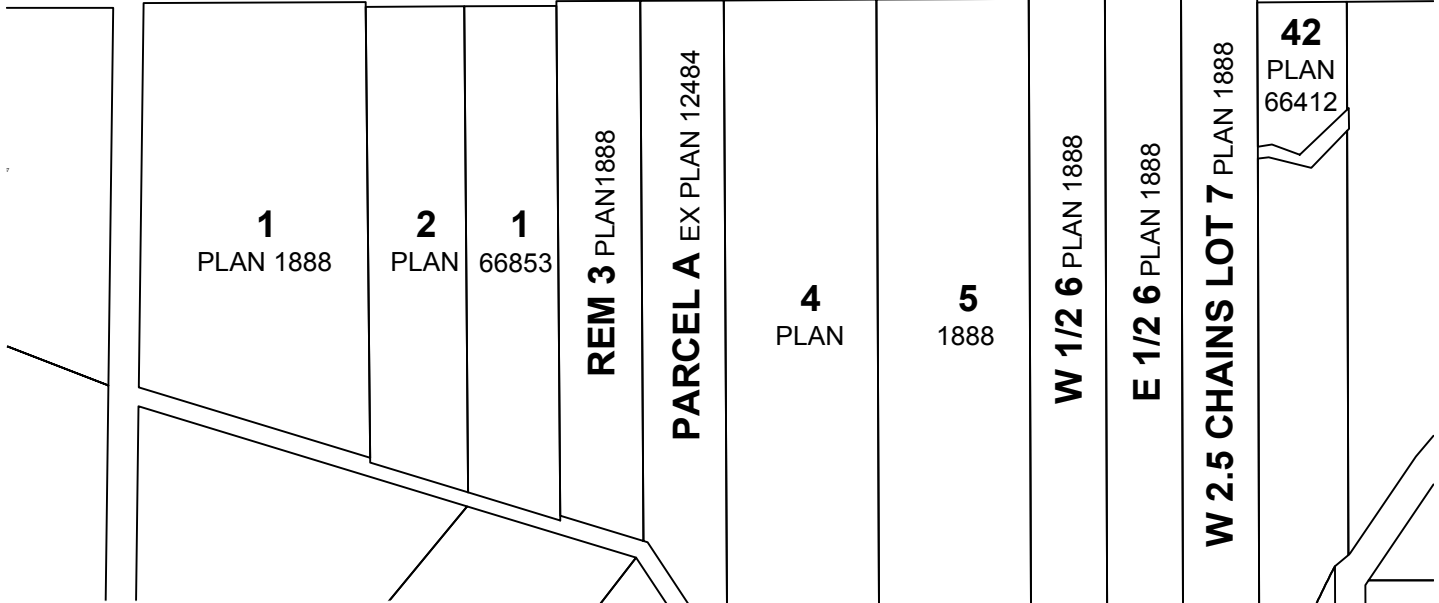 1
PLAN 1888
2
PLAN
1
66853
REM 3 PLAN1888
PARCEL A EX PLAN 12484
4
PLAN
5
1888
W 1/2 6 PLAN 1888
E 1/2 6 PLAN 1888
W 2.5 CHAINS LOT 7 PLAN 1888
42
PLAN
66412